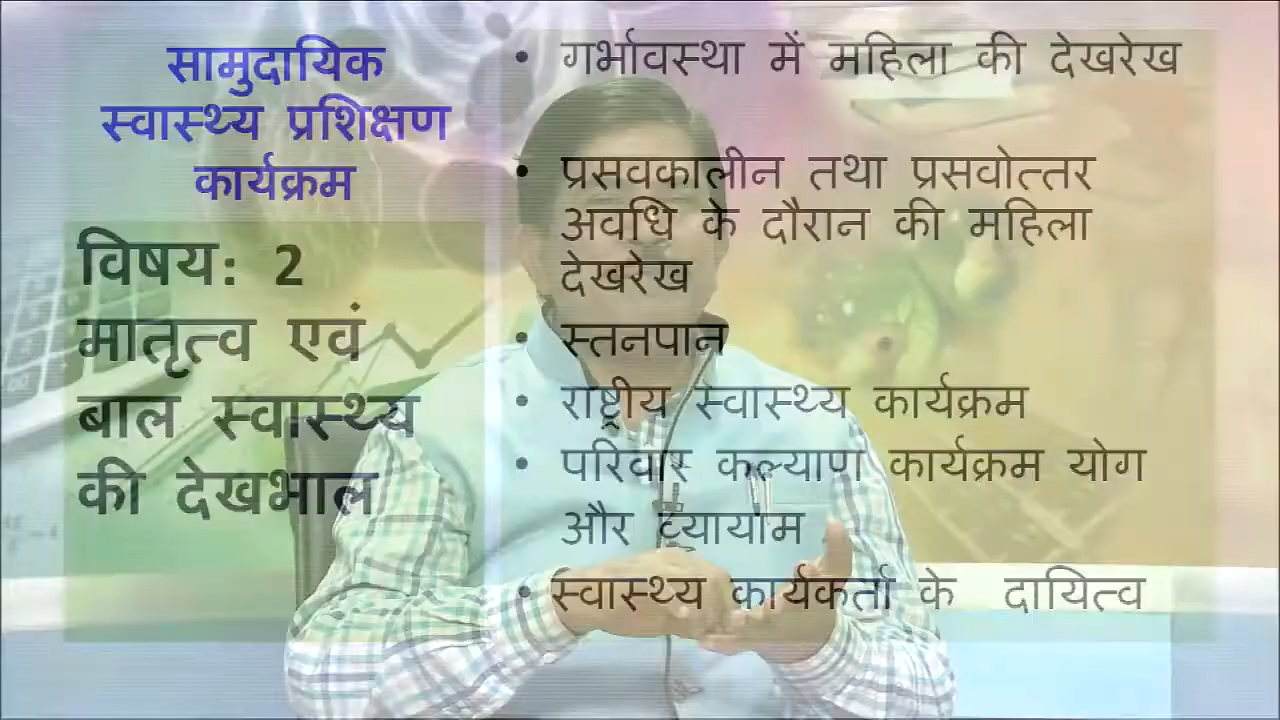 सामुदायिक
स्वास्थ्य प्रशिक्षण
कार्यक्रम
विषय: 2
मातृत्व एवं
बाल स्वास्थ्य
की देखभाल
• गर्भावस्था में महिला की देखरेख
• प्रसवकालीन तथा प्रसवोत्तर
अवधि के दौरान की महिला
देखरेख
• स्तनपान
• राष्ट्रीय स्वास्थ्य कार्यक्रम
• परिवार कल्याण कार्यक्रम योग
और व्यायाम
• स्वास्थ्य कार्यकर्ता के दायित्व